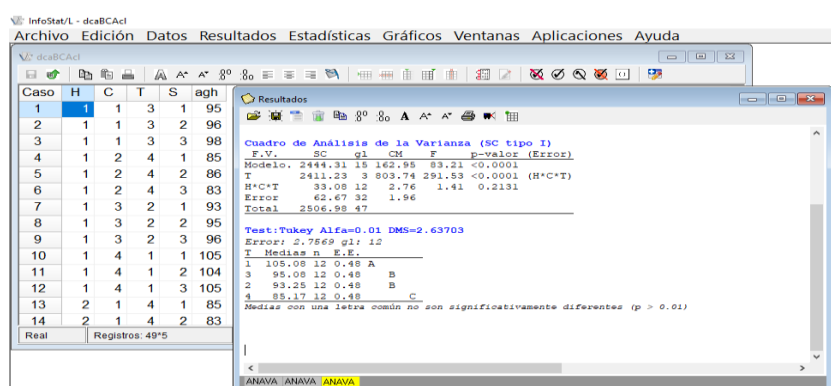 InfoStat/L - dcaBCAcl
Archivo Edición Datos Resultados Estadísticas Gráficos Ventanas Aplicaciones Ayuda
dcaBCAcl
Caso H C T S agh
1 1 1 3 1 95
2 1 1 3 2 96
3 1 1 3 3 98
4 1 2 4 1 85
5 1 2 4 2 86
6 1 2 4 3 83
7 1 3 2 1 93
8 1 3 2 2 95
9 1 3 2 3 96
10 1 4 1 1 105
11 1 4 1 2 104
12 1 4 1 3 105
13 2 1 4 1 85
14 2 1 4 2 83
Real Registros: 49*5
Resultados
Cuadro de Análisis de la Varianza (SC tipo I)
F.V. SC gl CM F p-valor (Error)
Modelo. 2444.31 15 162.95 83.21 <0.0001
T 2411.23 3 803.74 291.53 <0.0001 (H*C*T)
H*C*T 33.08 12 2.76 1.41 0.2131
Error 62.67 32 1.96
Total 2506.98 47
Test:Tukey Alfa=0.01 DMS=2.63703
Error: 2.7569 gl: 12
T Medias n E.E.
1 105.08 12 0.48 A
3 95.08 12 0.48 B
2 93.25 12 0.48 B
4 85.17 12 0.48 C
Medias con una letra común no son significativamente diferentes (p > 0.01)
ANAVA ANAVA ANAVA